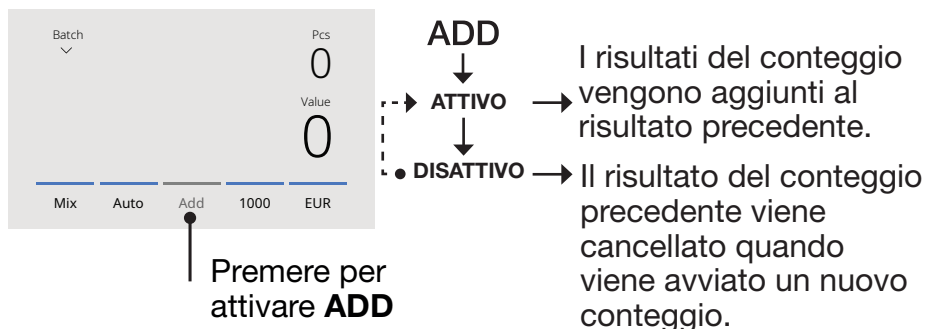 Batch
Pcs
0
Value
0
Mix Auto Add 1000 EUR
Premere per
attivare ADD
ADD
ATTIVO
DISATTIVO
I risultati del conteggio
vengono aggiunti al
risultato precedente.
Il risultato del conteggio
precedente viene
cancellato quando
viene avviato un nuovo
conteggio.